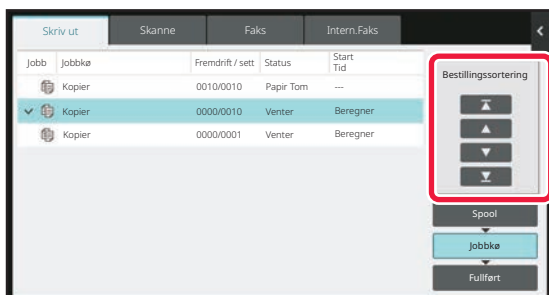 Skriv ut Skanne Faks Intern.Faks
Jobb Jobbkø Fremdrift / sett Status Start Tid
Kopier 0010/0010 Papir Tom ---
Kopier 0000/0010 Venter Beregner
Kopier 0000/0001 Venter Beregner
Bestillingssortering
Spool
Jobbkø
Fullført